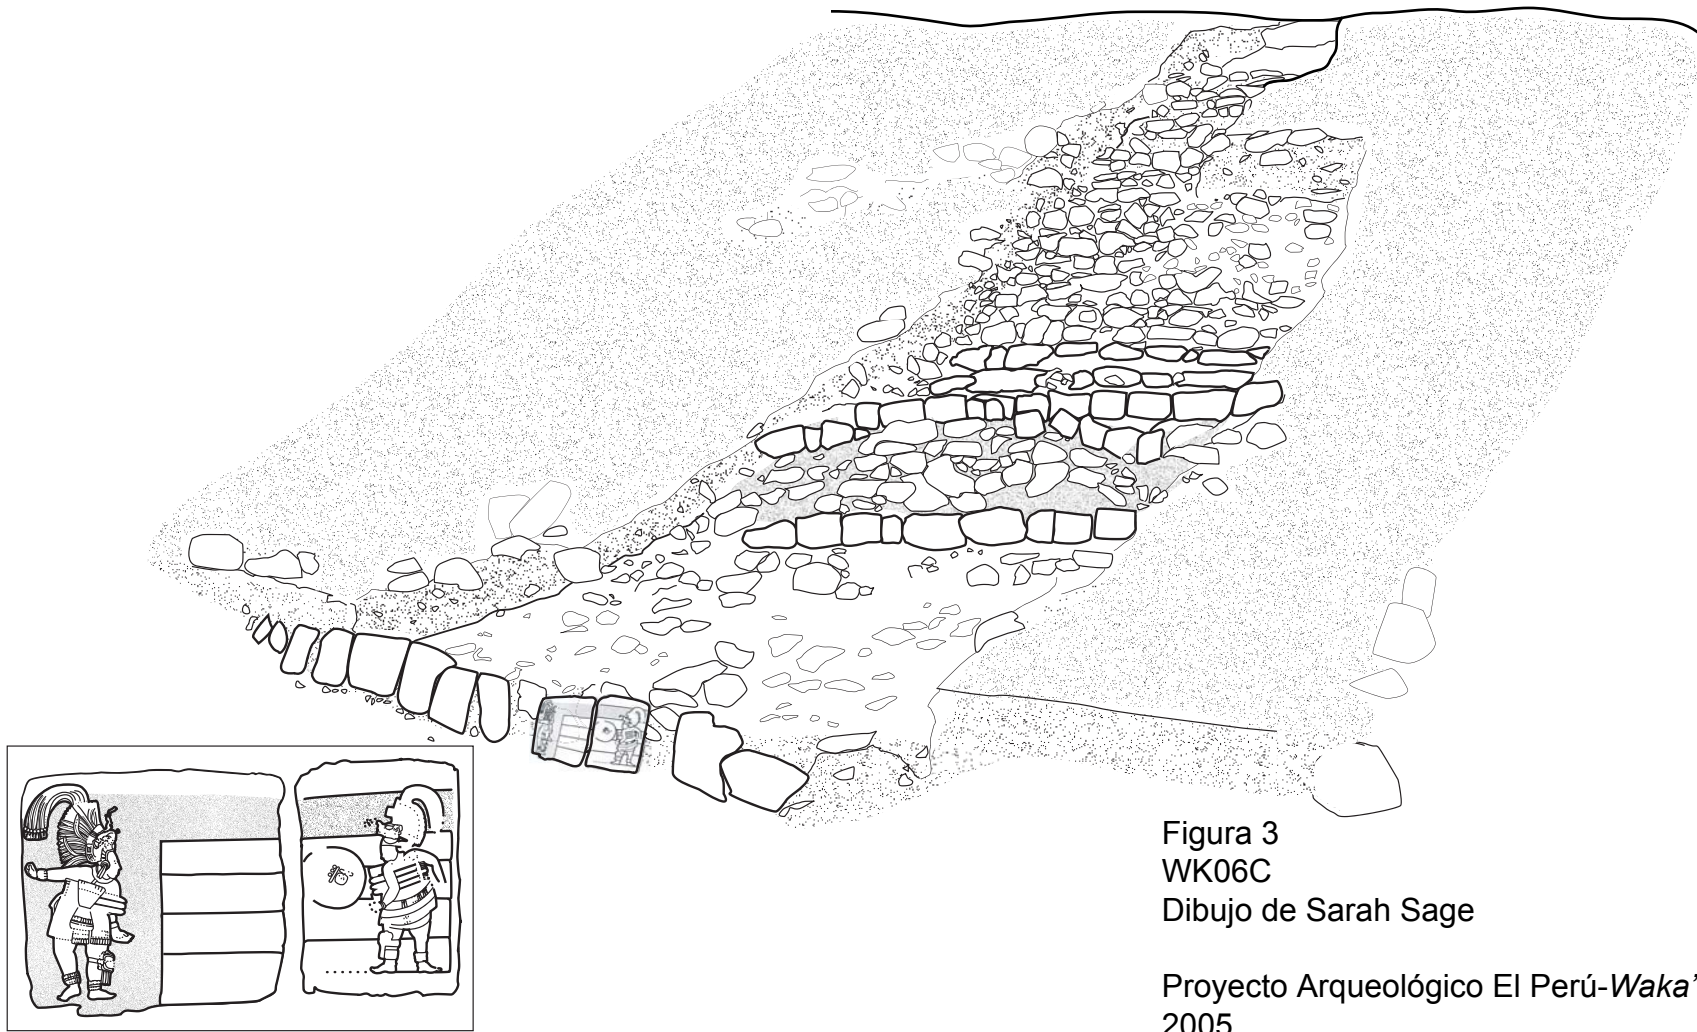 Figura 3
WK06C
Dibujo de Sarah Sage
Proyecto Arqueológico El Perú-Waka’
2005